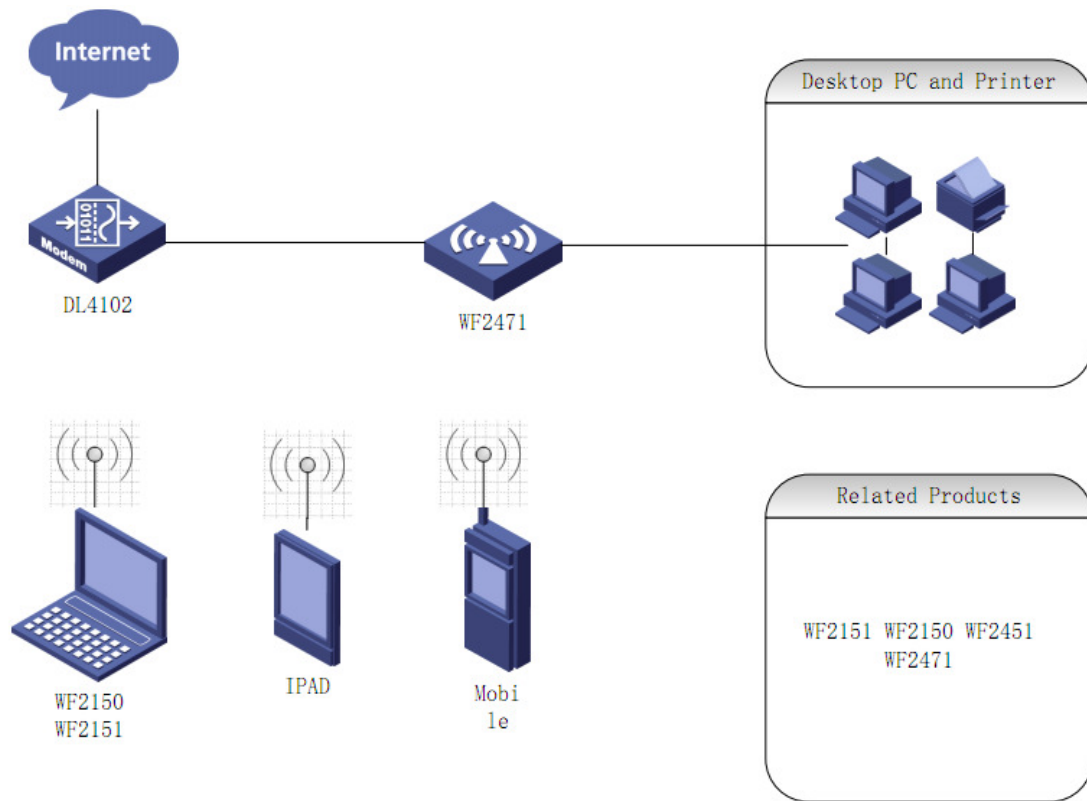 Internet
Desktop PC and Printer
01011
Modem
DL4102
WF2471
Related Products
WF2151 WF2150 WF2451
WF2471
WF2150
WF2151
IPAD
Mobi
le